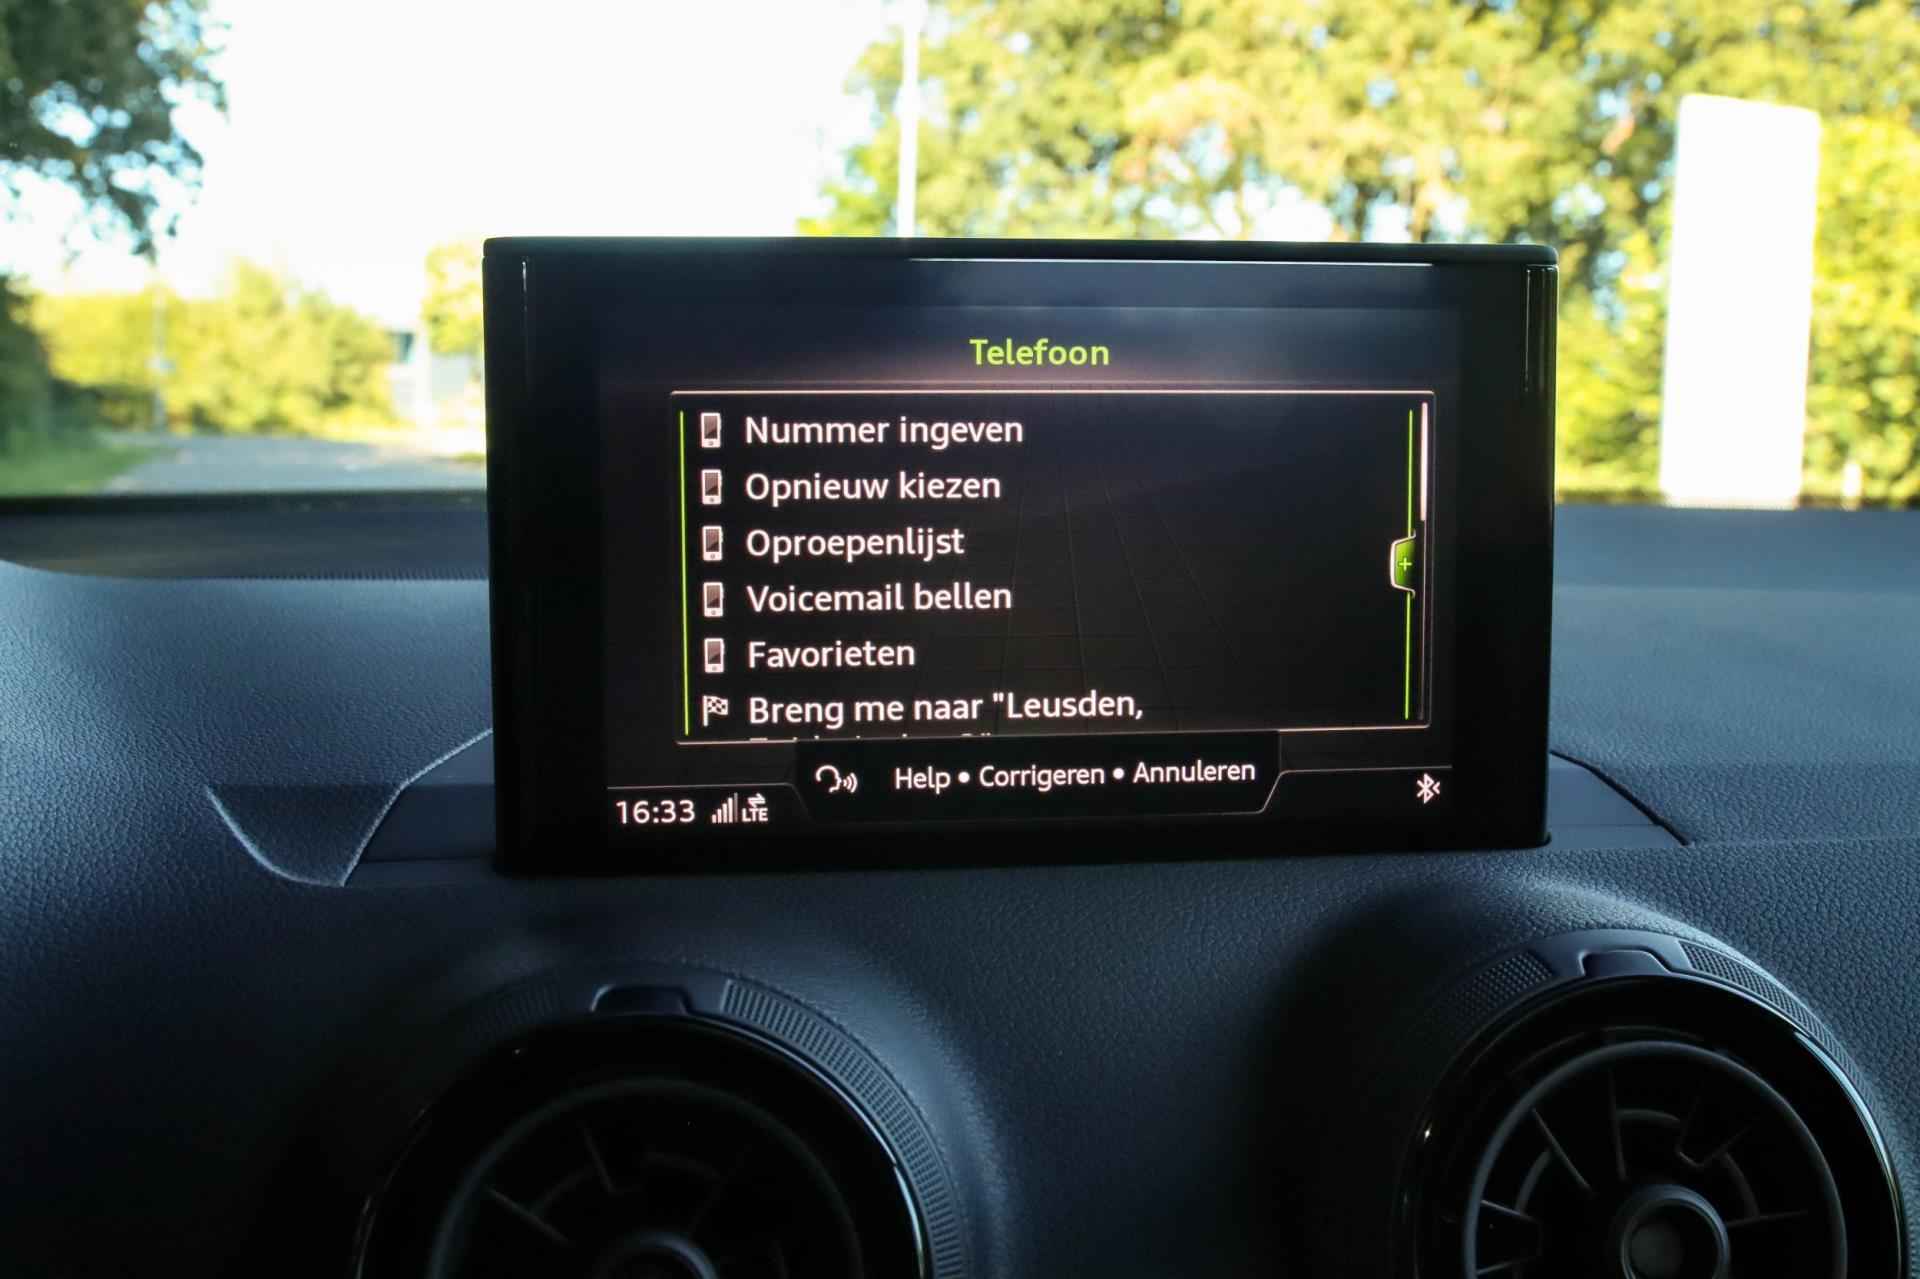 Telefoon
Nummer ingeven
Opnieuw kiezen
Oproepenlijst
Voicemail bellen
Favorieten
Breng me naar "Leusden,
Help • Corrigeren • Annuleren
16:33 LTE